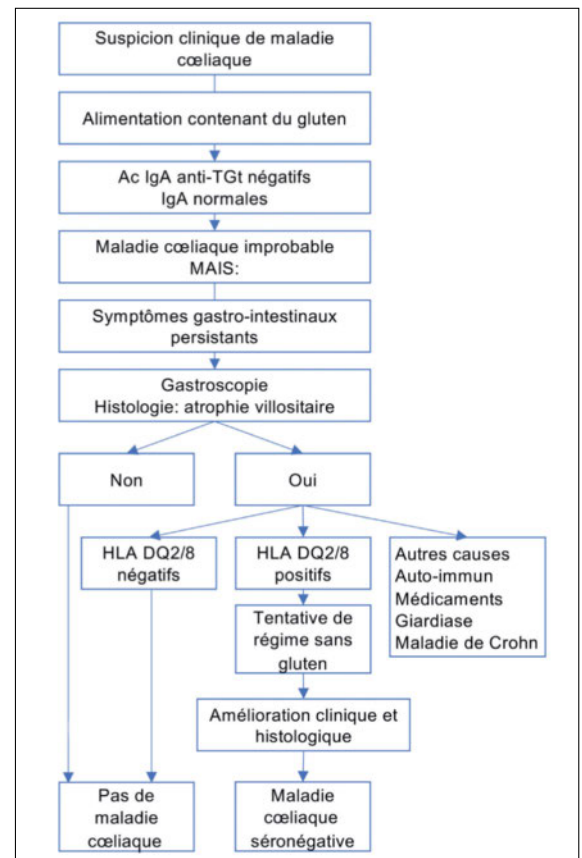 Suspicion clinique de maladie
cœliaque
Alimentation contenant du gluten
Ac IgA anti-TGt négatifs
IgA normales
Maladie cœliaque improbable
MAIS:
Symptômes gastro-intestinaux
persistants
Gastroscopie
Histologie: atrophie villositaire
Non
Oui
HLA DQ2/8
négatifs
HLA DQ2/8
positifs
Autres causes
Auto-immun
Médicaments
Giardiase
Maladie de Crohn
Tentative de
régime sans
gluten
Amélioration clinique et
histologique
Pas de
maladie
cœliaque
Maladie
cœliaque
séronégative